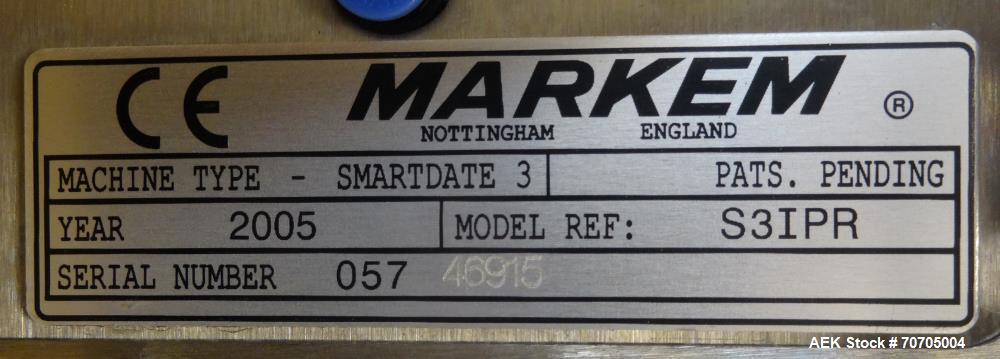 CE MARKEM ®
NOTTINGHAM ENGLAND
MACHINE TYPE - SMARTDATE 3 PATS. PENDING
YEAR 2005 MODEL REF: S3IPR
SERIAL NUMBER 057 46915
AEK Stock # 70705004